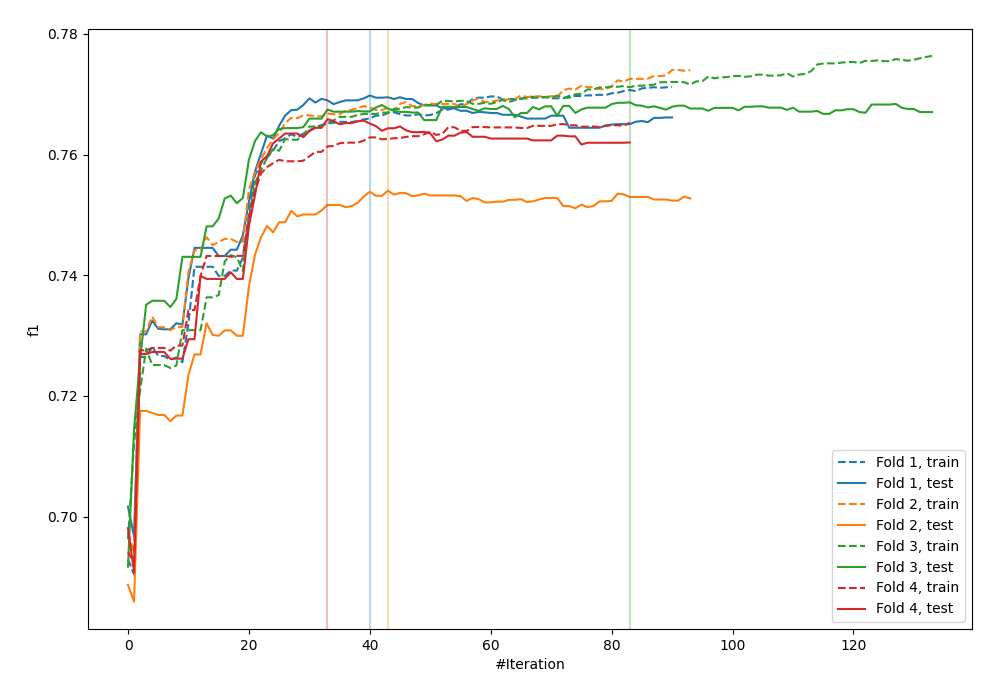 0.78
0.76
0.74
0.72
0.70
f1
0 20 40 60 80 100 120
#Iteration
Fold 1, train
Fold 1, test
Fold 2, train
Fold 2, test
Fold 3, train
Fold 3, test
Fold 4, train
Fold 4, test